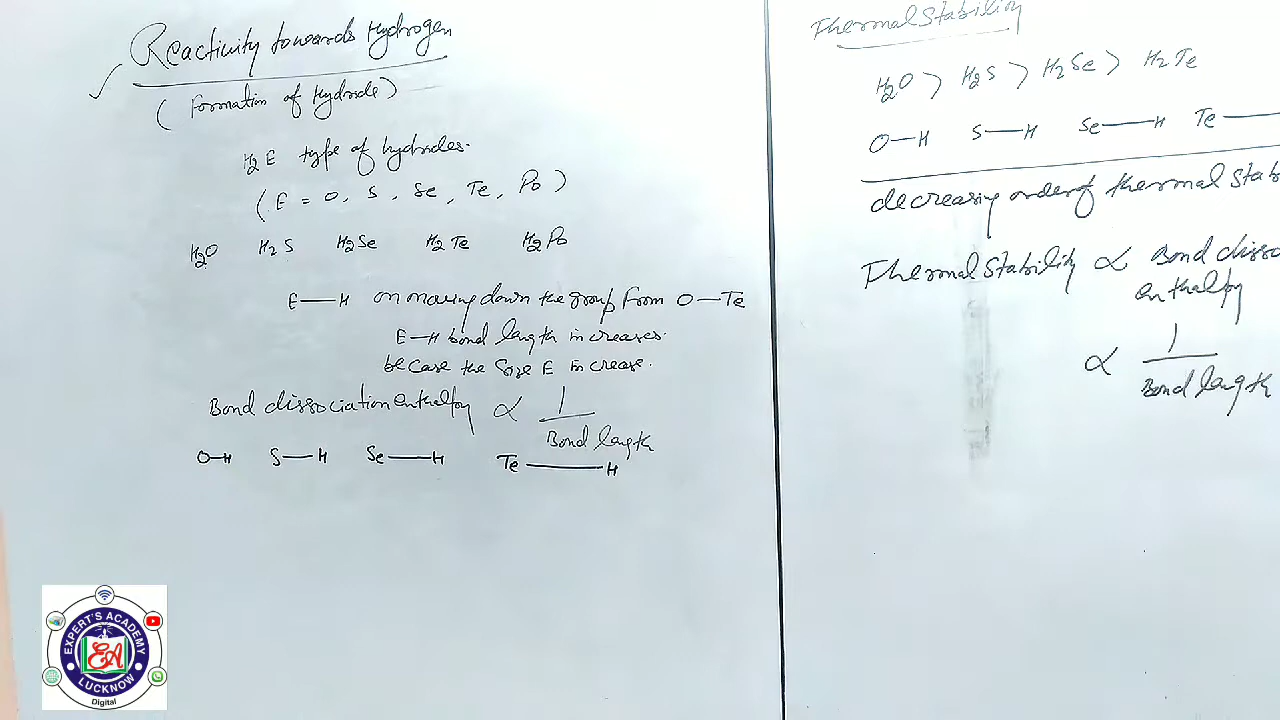 Reactivity towards Hydrogen
(Formation of Hydride)
H2E type of hydrides.
(E = O, S, Se, Te, Po)
H2O H2S H2Se H2Te H2Po
E—H on moving down the group from O—Te
E—H bond length increases.
because the size E increase.
Bond dissociation enthalpy ∝ 1
Bond length
O—H S—H Se—H Te—H
Thermal Stability
H2O > H2S > H2Se > H2Te
O—H S—H Se—H Te—
decreasing order of thermal Stab
Thermal Stability ∝ Bond disso
enthalpy
∝ 1
Bond length
EXPERT'S ACADEMY
EA
LUCKNOW
Digital